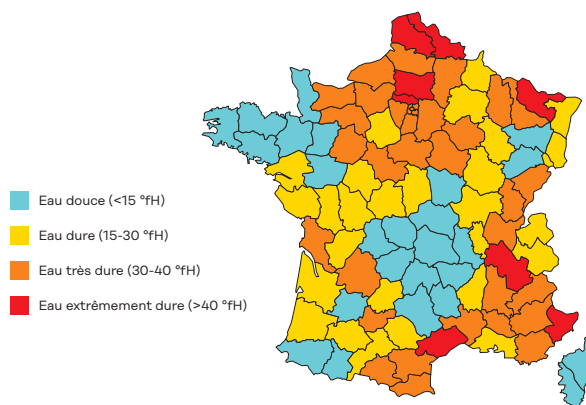 Eau douce (<15 °fH)
Eau dure (15-30 °fH)
Eau très dure (30-40 °fH)
Eau extrêmement dure (>40 °fH)